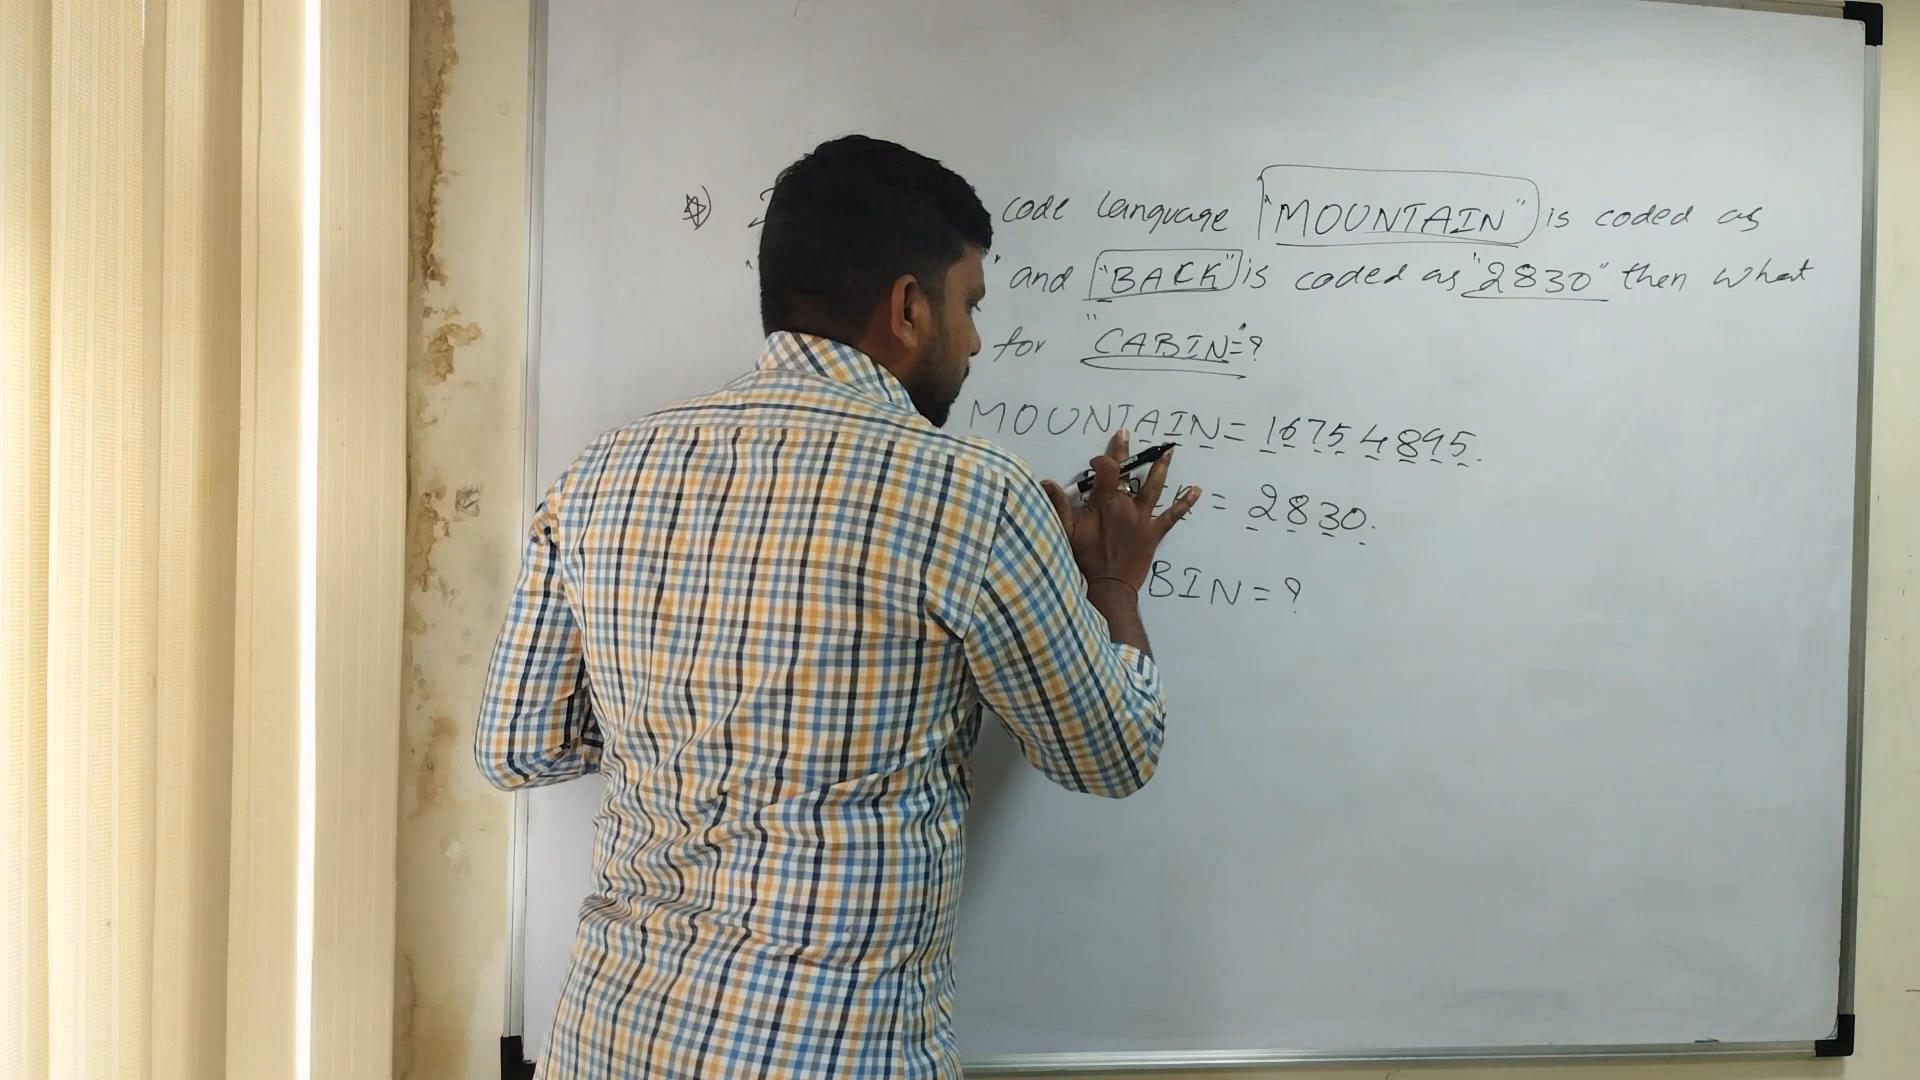 code language "MOUNTAIN" is coded as
and "BACK" is coded as "2830" then what
for "CABIN"=?
MOUNTAIN= 16754895.
= 2830.
BIN=?